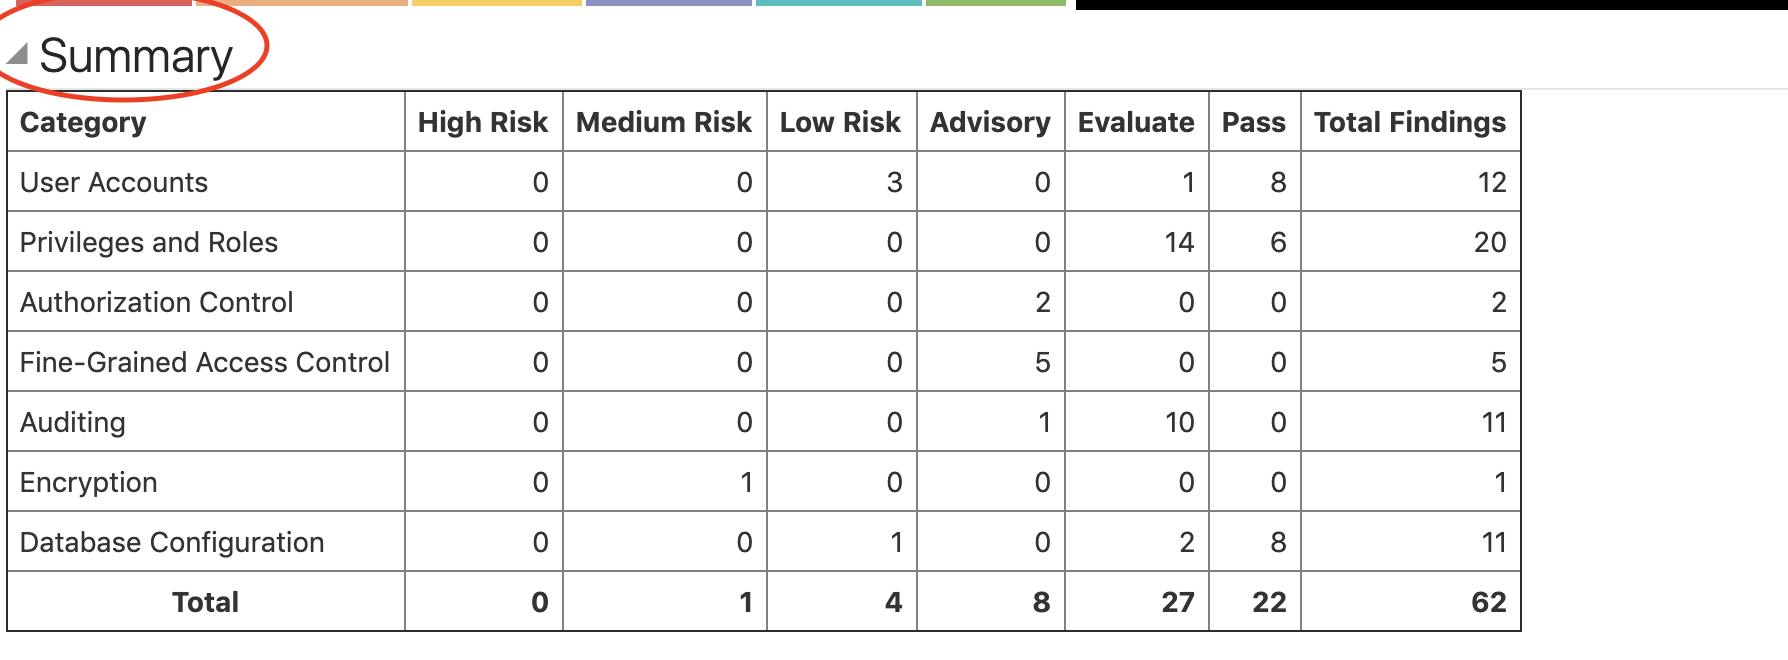 Summary
Category High Risk Medium Risk Low Risk Advisory Evaluate Pass Total Findings
User Accounts 0 0 3 0 1 8 12
Privileges and Roles 0 0 0 0 14 6 20
Authorization Control 0 0 0 2 0 0 2
Fine-Grained Access Control 0 0 0 5 0 0 5
Auditing 0 0 0 1 10 0 11
Encryption 0 1 0 0 0 0 1
Database Configuration 0 0 1 0 2 8 11
Total 0 1 4 8 27 22 62